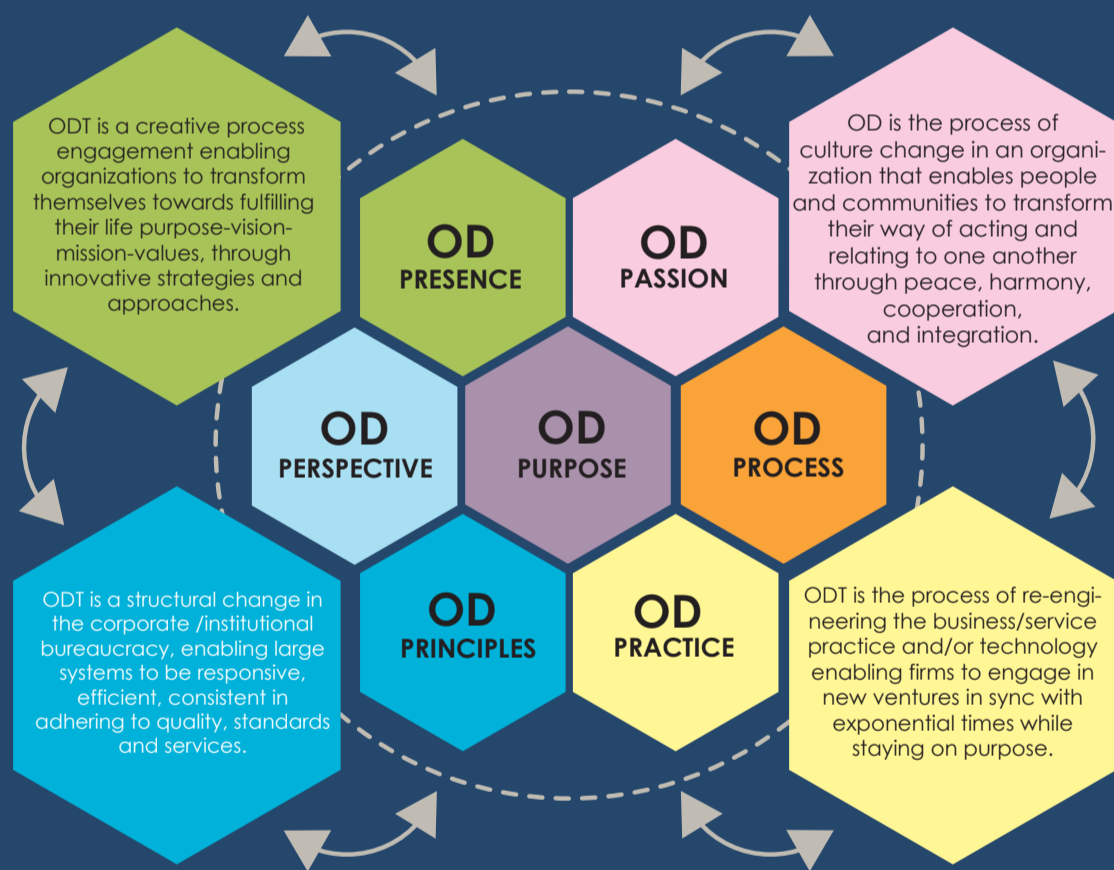 ODT is a creative process
engagement enabling
organizations to transform
themselves towards fulfilling
their life purpose-vision-
mission-values, through
innovative strategies and
approaches.
OD
PRESENCE
OD
PASSION
OD is the process of
culture change in an organi-
zation that enables people
and communities to transform
their way of acting and
relating to one another
through peace, harmony,
cooperation,
and integration.
OD
PERSPECTIVE
OD
PURPOSE
OD
PROCESS
ODT is a structural change in
the corporate /institutional
bureaucracy, enabling large
systems to be responsive,
efficient, consistent in
adhering to quality, standards
and services.
OD
PRINCIPLES
OD
PRACTICE
ODT is the process of re-engi-
neering the business/service
practice and/or technology
enabling firms to engage in
new ventures in sync with
exponential times while
staying on purpose.